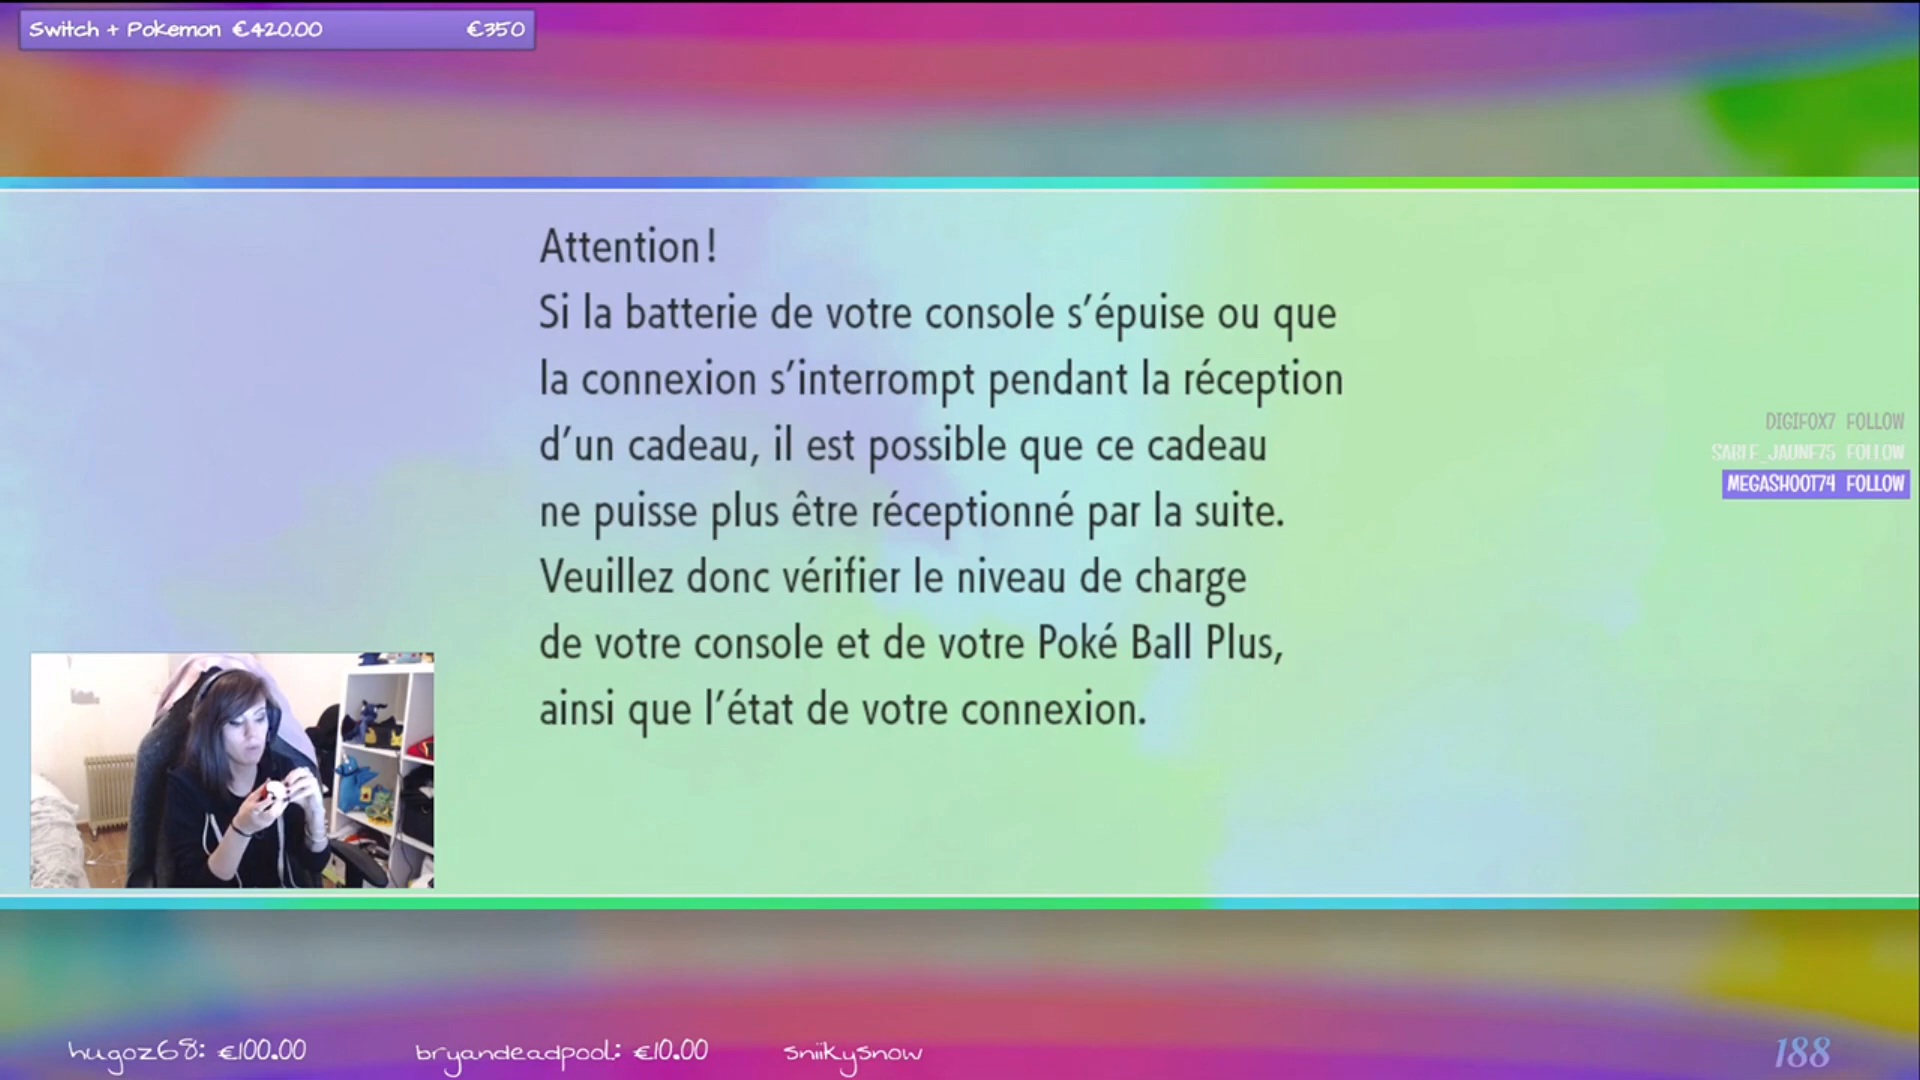 Switch + Pokemon €420.00 €350
Attention !
Si la batterie de votre console s’épuise ou que
la connexion s’interrompt pendant la réception
d’un cadeau, il est possible que ce cadeau
ne puisse plus être réceptionné par la suite.
Veuillez donc vérifier le niveau de charge
de votre console et de votre Poké Ball Plus,
ainsi que l’état de votre connexion.
DIGIFOX7 FOLLOW
SABLE_JAUNE75 FOLLOW
MEGASHOOT74 FOLLOW
hugoz68: €100.00 bryandeadpool: €10.00 sniikysnow
188